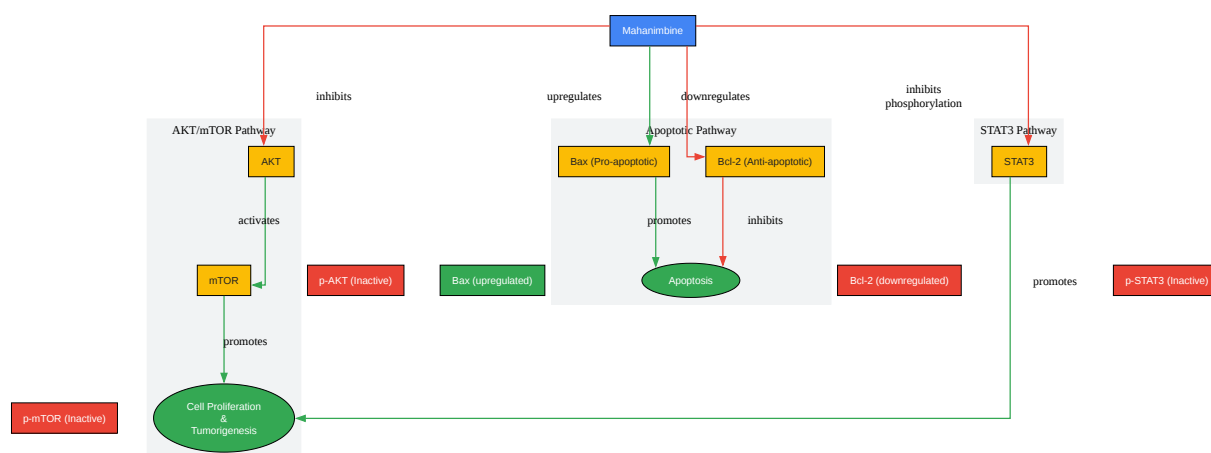 Mahanimbine
inhibits
upregulates
downregulates
inhibits
phosphorylation
AKT/mTOR Pathway
Apoptotic Pathway
STAT3 Pathway
AKT
Bax (Pro-apoptotic)
Bcl-2 (Anti-apoptotic)
STAT3
activates
promotes
inhibits
mTOR
p-AKT (Inactive)
Bax (upregulated)
Apoptosis
Bcl-2 (downregulated)
promotes
p-STAT3 (Inactive)
promotes
p-mTOR (Inactive)
Cell Proliferation
&
Tumorigenesis